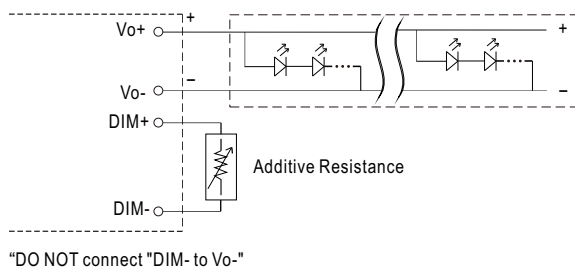 Vo+ + +
Vo- − −
DIM+
Additive Resistance
DIM-
“DO NOT connect "DIM- to Vo-"